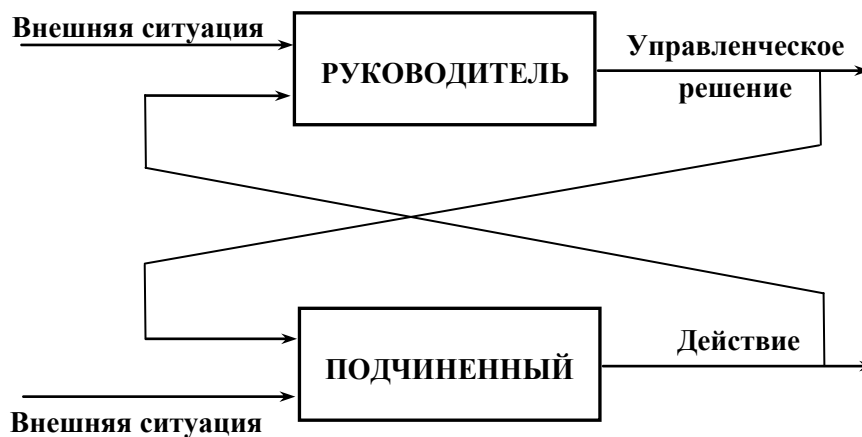 Внешняя ситуация
РУКОВОДИТЕЛЬ
Управленческое
решение
ПОДЧИНЕННЫЙ
Действие
Внешняя ситуация